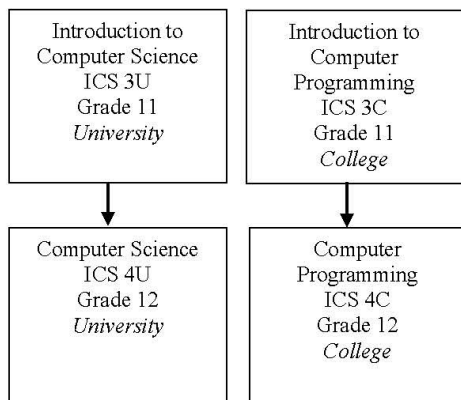 Introduction to
Computer Science
ICS 3U
Grade 11
University
Introduction to
Computer
Programming
ICS 3C
Grade 11
College
Computer Science
ICS 4U
Grade 12
University
Computer
Programming
ICS 4C
Grade 12
College